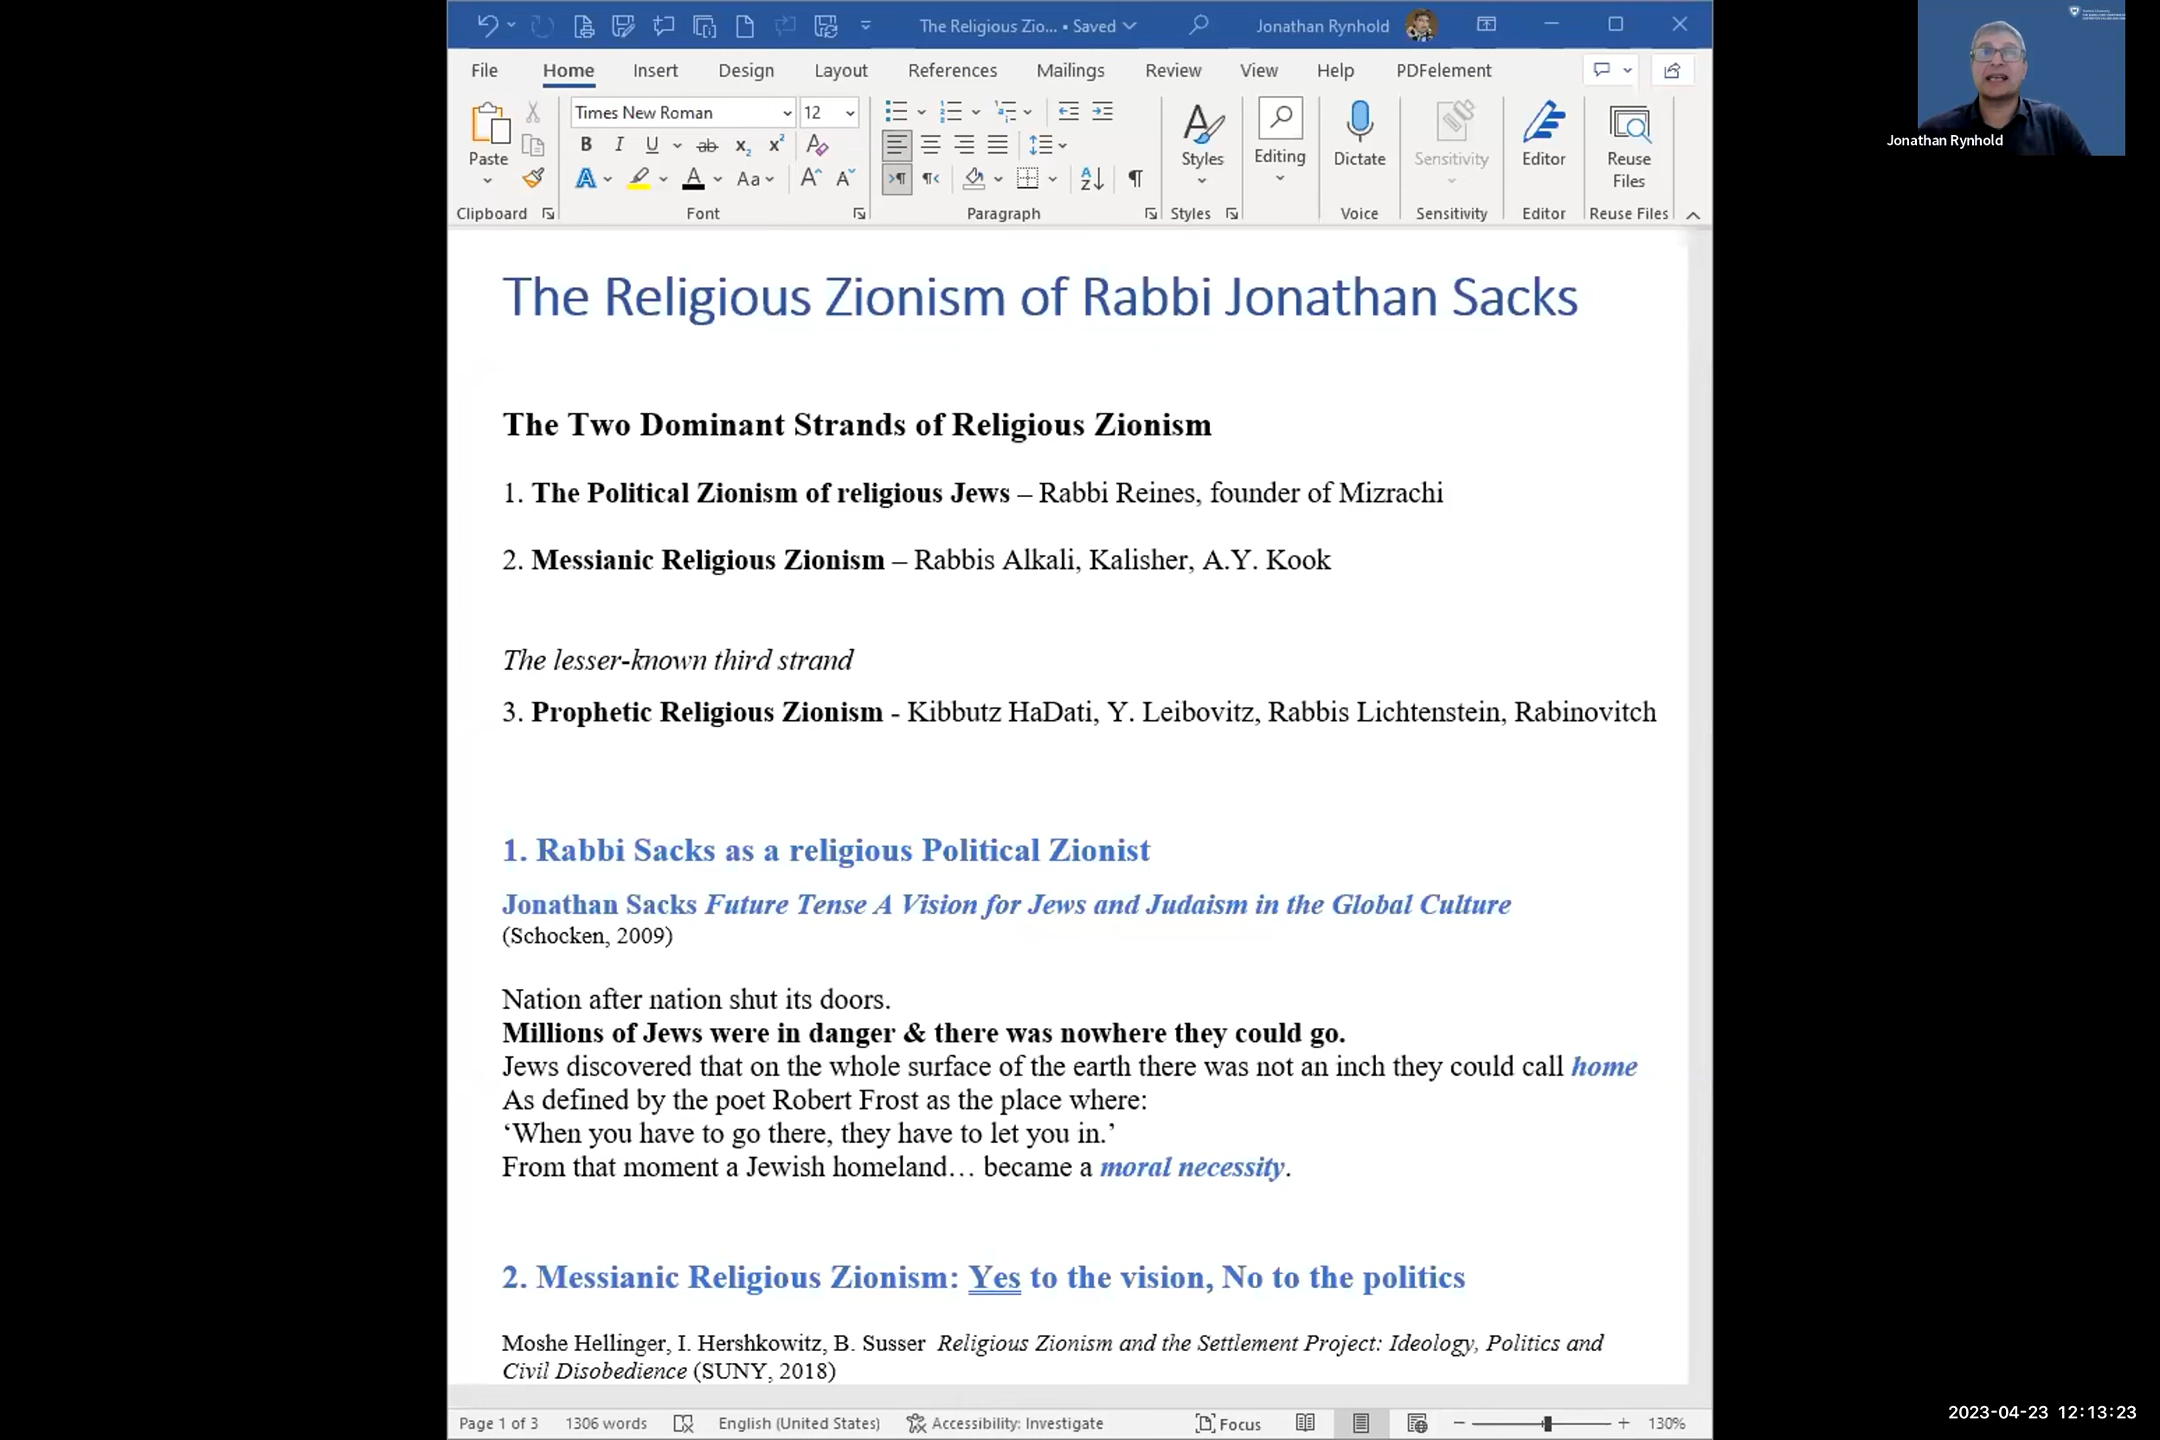 The Religious Zio... • Saved
Jonathan Rynhold
File Home Insert Design Layout References Mailings Review View Help PDFelement
Times New Roman 12
Paste
B I U ab x₂ x² A
A A Aa A A
Styles Editing Dictate Sensitivity Editor Reuse Files
Clipboard Font Paragraph Styles Voice Sensitivity Editor Reuse Files
Jonathan Rynhold
The Religious Zionism of Rabbi Jonathan Sacks
The Two Dominant Strands of Religious Zionism
1. The Political Zionism of religious Jews – Rabbi Reines, founder of Mizrachi
2. Messianic Religious Zionism – Rabbis Alkali, Kalisher, A.Y. Kook
The lesser-known third strand
3. Prophetic Religious Zionism - Kibbutz HaDati, Y. Leibovitz, Rabbis Lichtenstein, Rabinovitch
1. Rabbi Sacks as a religious Political Zionist
Jonathan Sacks Future Tense A Vision for Jews and Judaism in the Global Culture
(Schocken, 2009)
Nation after nation shut its doors.
Millions of Jews were in danger & there was nowhere they could go.
Jews discovered that on the whole surface of the earth there was not an inch they could call home
As defined by the poet Robert Frost as the place where:
‘When you have to go there, they have to let you in.’
From that moment a Jewish homeland… became a moral necessity.
2. Messianic Religious Zionism: Yes to the vision, No to the politics
Moshe Hellinger, I. Hershkowitz, B. Susser Religious Zionism and the Settlement Project: Ideology, Politics and
Civil Disobedience (SUNY, 2018)
Page 1 of 3 1306 words English (United States) Accessibility: Investigate Focus 130%
2023-04-23 12:13:23